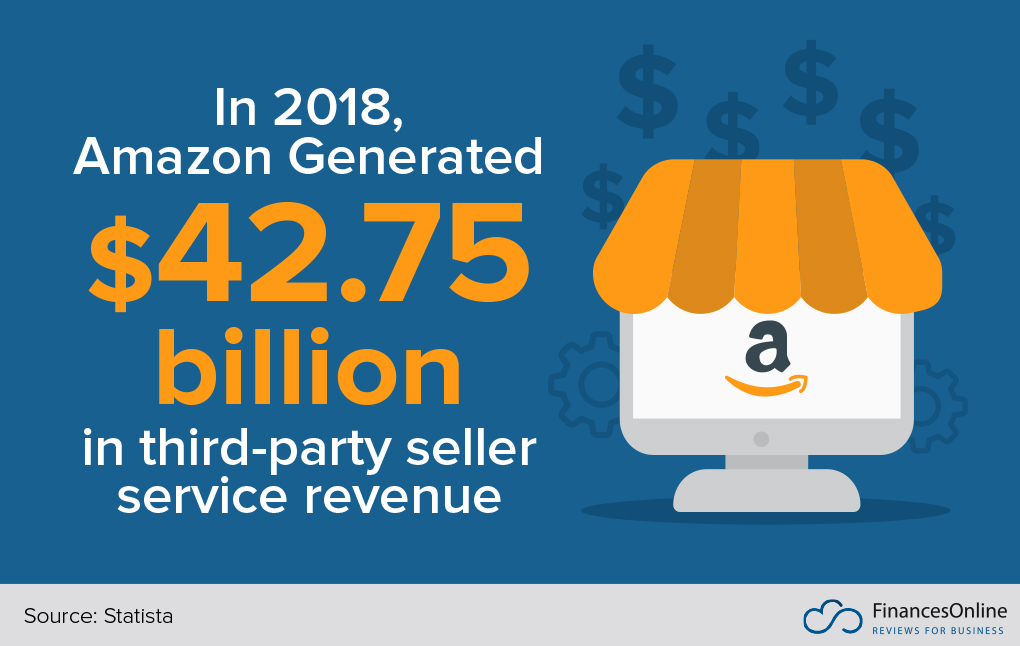 In 2018,
Amazon Generated
$42.75
billion
in third-party seller
service revenue
a
Source: Statista
FinancesOnline
REVIEWS FOR BUSINESS